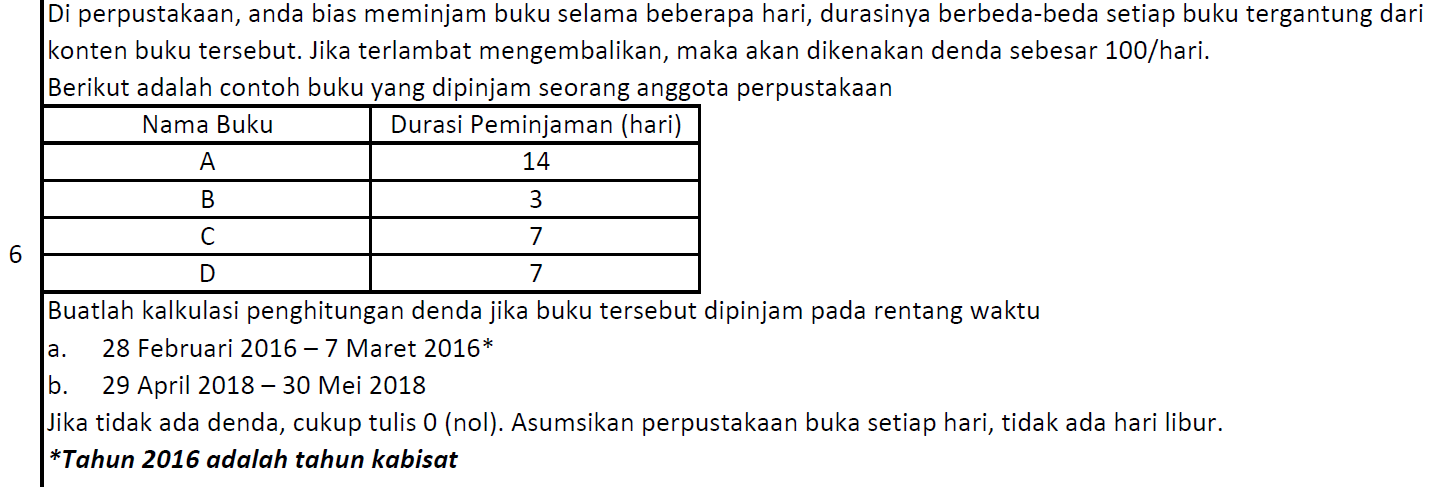 Di perpustakaan, anda bias meminjam buku selama beberapa hari, durasinya berbeda-beda setiap buku tergantung dari
konten buku tersebut. Jika terlambat mengembalikan, maka akan dikenakan denda sebesar 100/hari.
Berikut adalah contoh buku yang dipinjam seorang anggota perpustakaan
Nama Buku Durasi Peminjaman (hari)
A 14
B 3
C 7
D 7
6
Buatlah kalkulasi penghitungan denda jika buku tersebut dipinjam pada rentang waktu
a. 28 Februari 2016 – 7 Maret 2016*
b. 29 April 2018 – 30 Mei 2018
Jika tidak ada denda, cukup tulis 0 (nol). Asumsikan perpustakaan buka setiap hari, tidak ada hari libur.
*Tahun 2016 adalah tahun kabisat